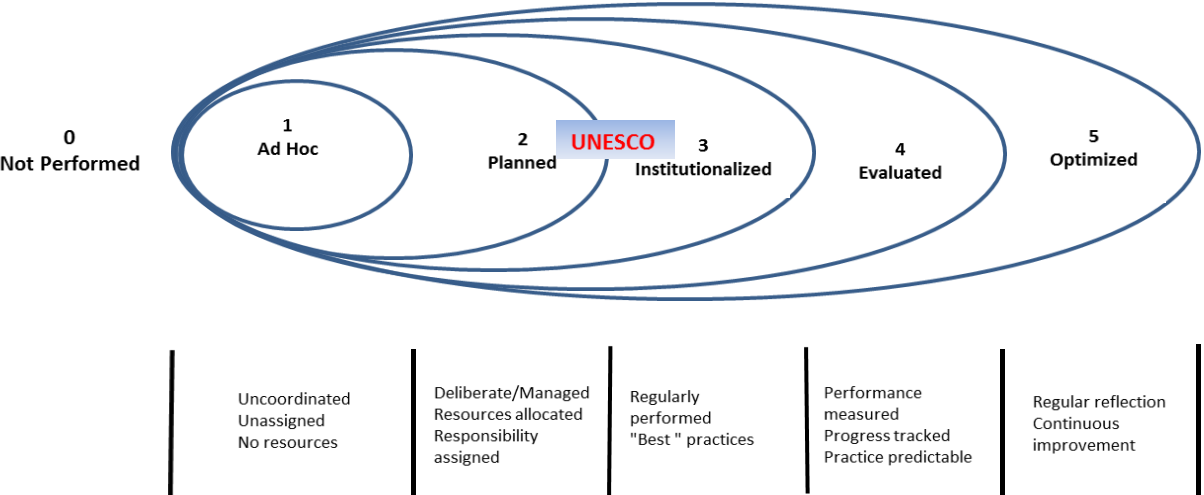 0
Not Performed
1
Ad Hoc
2
Planned
UNESCO
3
Institutionalized
4
Evaluated
5
Optimized
Uncoordinated
Unassigned
No resources
Deliberate/Managed
Resources allocated
Responsibility
assigned
Regularly
performed
"Best " practices
Performance
measured
Progress tracked
Practice predictable
Regular reflection
Continuous
improvement